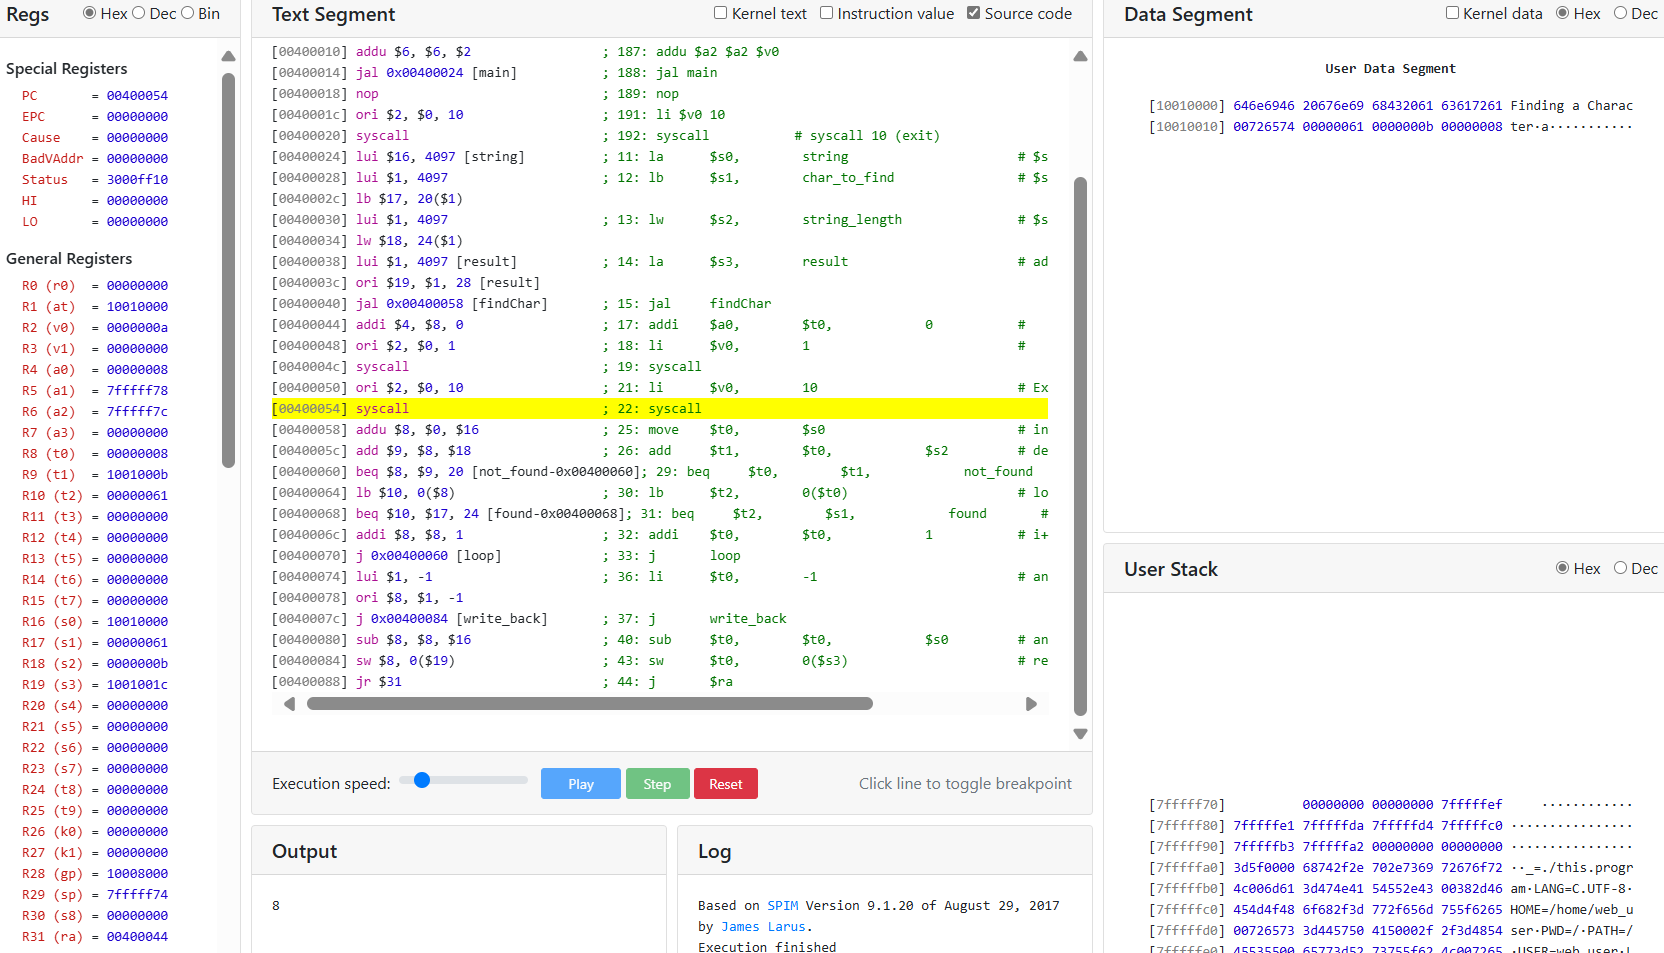 Regs Hex Dec Bin
Special Registers
PC = 00400054
EPC = 00000000
Cause = 00000000
BadVAddr = 00000000
Status = 3000ff10
HI = 00000000
LO = 00000000
General Registers
R0 (r0) = 00000000
R1 (at) = 10010000
R2 (v0) = 0000000a
R3 (v1) = 00000000
R4 (a0) = 00000008
R5 (a1) = 7fffff78
R6 (a2) = 7fffff7c
R7 (a3) = 00000000
R8 (t0) = 00000008
R9 (t1) = 1001000b
R10 (t2) = 00000061
R11 (t3) = 00000000
R12 (t4) = 00000000
R13 (t5) = 00000000
R14 (t6) = 00000000
R15 (t7) = 00000000
R16 (s0) = 10010000
R17 (s1) = 00000061
R18 (s2) = 0000000b
R19 (s3) = 1001001c
R20 (s4) = 00000000
R21 (s5) = 00000000
R22 (s6) = 00000000
R23 (s7) = 00000000
R24 (t8) = 00000000
R25 (t9) = 00000000
R26 (k0) = 00000000
R27 (k1) = 00000000
R28 (gp) = 10008000
R29 (sp) = 7fffff74
R30 (s8) = 00000000
R31 (ra) = 00400044
Text Segment Kernel text Instruction value Source code
[00400010] addu $6, $6, $2 ; 187: addu $a2 $a2 $v0
[00400014] jal 0x00400024 [main] ; 188: jal main
[00400018] nop ; 189: nop
[0040001c] ori $2, $0, 10 ; 191: li $v0 10
[00400020] syscall ; 192: syscall # syscall 10 (exit)
[00400024] lui $16, 4097 [string] ; 11: la $s0, string # $s
[00400028] lui $1, 4097 ; 12: lb $s1, char_to_find # $s
[0040002c] lb $17, 20($1)
[00400030] lui $1, 4097 ; 13: lw $s2, string_length # $s
[00400034] lw $18, 24($1)
[00400038] lui $1, 4097 [result] ; 14: la $s3, result # ad
[0040003c] ori $19, $1, 28 [result]
[00400040] jal 0x00400058 [findChar] ; 15: jal findChar
[00400044] addi $4, $8, 0 ; 17: addi $a0, $t0, 0 #
[00400048] ori $2, $0, 1 ; 18: li $v0, 1 #
[0040004c] syscall ; 19: syscall
[00400050] ori $2, $0, 10 ; 21: li $v0, 10 # Ex
[00400054] syscall ; 22: syscall
[00400058] addu $8, $0, $16 ; 25: move $t0, $s0 # in
[0040005c] add $9, $8, $18 ; 26: add $t1, $t0, $s2 # de
[00400060] beq $8, $9, 20 [not_found-0x00400060]; 29: beq $t0, $t1, not_found
[00400064] lb $10, 0($8) ; 30: lb $t2, 0($t0) # lo
[00400068] beq $10, $17, 24 [found-0x00400068]; 31: beq $t2, $s1, found #
[0040006c] addi $8, $8, 1 ; 32: addi $t0, $t0, 1 # i+
[00400070] j 0x00400060 [loop] ; 33: j loop
[00400074] lui $1, -1 ; 36: li $t0, -1 # an
[00400078] ori $8, $1, -1
[0040007c] j 0x00400084 [write_back] ; 37: j write_back
[00400080] sub $8, $8, $16 ; 40: sub $t0, $t0, $s0 # an
[00400084] sw $8, 0($19) ; 43: sw $t0, 0($s3) # re
[00400088] jr $31 ; 44: j $ra
Execution speed: Play Step Reset Click line to toggle breakpoint
Output
8
Log
Based on SPIM Version 9.1.20 of August 29, 2017
by James Larus.
Execution finished
Data Segment Kernel data Hex Dec
User Data Segment
[10010000] 646e6946 20676e69 68432061 63617261 Finding a Charac
[10010010] 00726574 00000061 0000000b 00000008 ter·a···········
User Stack Hex Dec
[7fffff70] 00000000 00000000 7fffffef ············
[7fffff80] 7fffffe1 7fffffda 7fffffd4 7fffffc0 ················
[7fffff90] 7fffffb3 7fffffa2 00000000 00000000 ················
[7fffffa0] 3d5f0000 68742f2e 702e7369 72676f72 ··_=./this.progr
[7fffffb0] 4c006d61 3d474e41 54552e43 00382d46 am·LANG=C.UTF-8·
[7fffffc0] 454d4f48 6f682f3d 772f656d 755f6265 HOME=/home/web_u
[7fffffd0] 00726573 3d445750 4150002f 2f3d4854 ser·PWD=/·PATH=/
[7fffffe0] 45535500 65773d52 73755f62 4c007265 ·USER=web_user·L